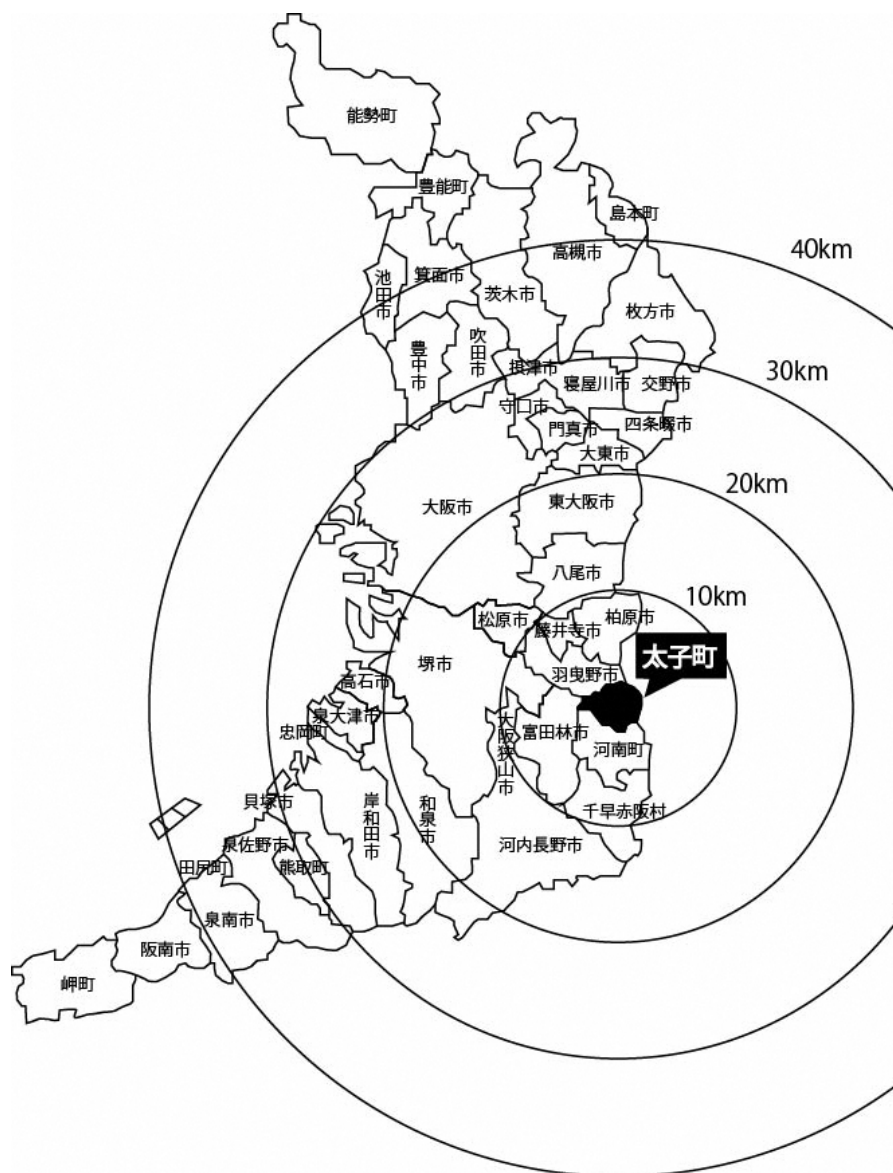 能勢町
豊能町
島本町
40km
高槻市
箕面市
池田市
茨木市
枚方市
吹田市
豊中市
摂津市
30km
寝屋川市
交野市
守口市
門真市
四条畷市
大東市
20km
大阪市
東大阪市
八尾市
10km
松原市
藤井寺市
柏原市
太子町
堺市
羽曳野市
高石市
泉大津市
忠岡町
大阪狭山市
富田林市
河南町
貝塚市
岸和田市
和泉市
千早赤阪村
泉佐野市
河内長野市
田尻町
熊取町
泉南市
阪南市
岬町